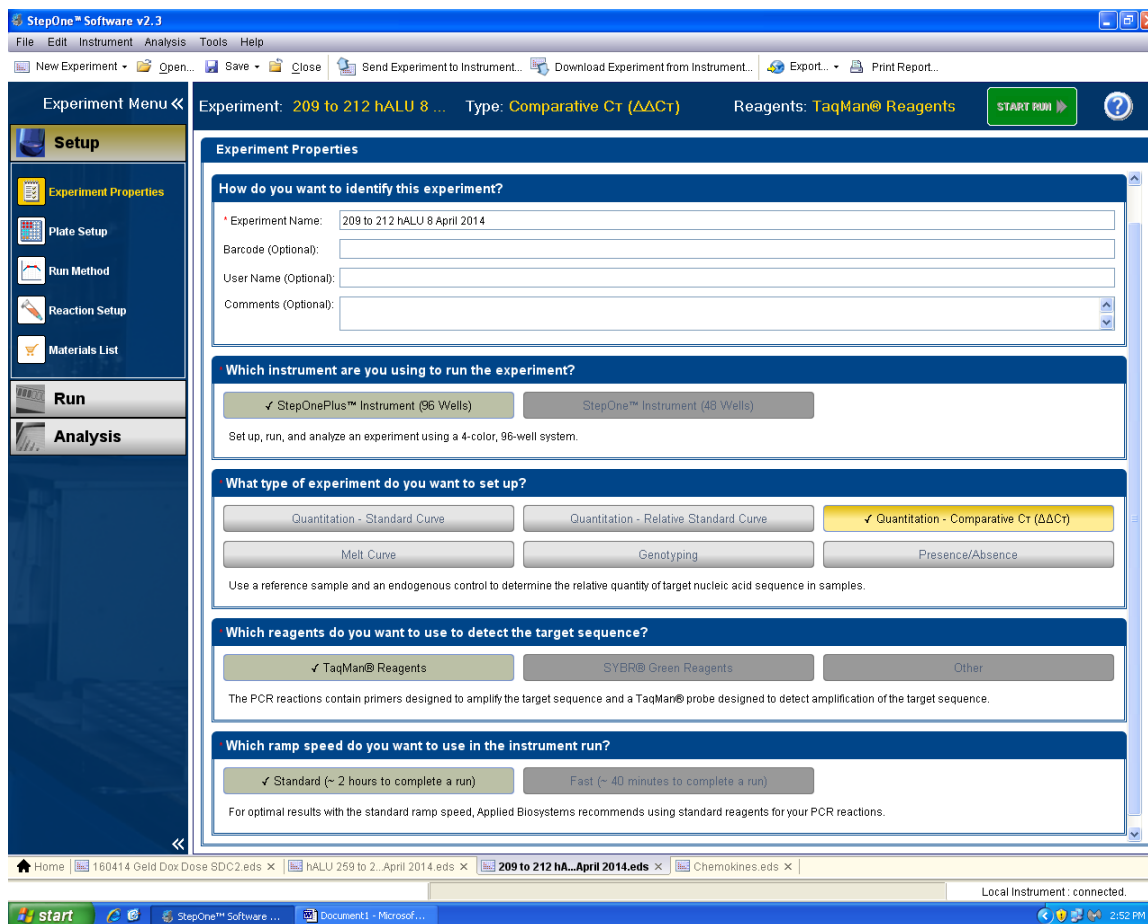 StepOne™ Software v2.3
File Edit Instrument Analysis Tools Help
New Experiment Open... Save Close Send Experiment to Instrument... Download Experiment from Instrument... Export... Print Report...
Experiment Menu «
Experiment: 209 to 212 hALU 8 ... Type: Comparative Cт (ΔΔCт) Reagents: TaqMan® Reagents START RUN ?
Setup
Experiment Properties
Plate Setup
Run Method
Reaction Setup
Materials List
Run
Analysis
«
Experiment Properties
How do you want to identify this experiment?
* Experiment Name: 209 to 212 hALU 8 April 2014
Barcode (Optional):
User Name (Optional):
Comments (Optional):
* Which instrument are you using to run the experiment?
✓ StepOnePlus™ Instrument (96 Wells) StepOne™ Instrument (48 Wells)
Set up, run, and analyze an experiment using a 4-color, 96-well system.
* What type of experiment do you want to set up?
Quantitation - Standard Curve Quantitation - Relative Standard Curve ✓ Quantitation - Comparative Cт (ΔΔCт)
Melt Curve Genotyping Presence/Absence
Use a reference sample and an endogenous control to determine the relative quantity of target nucleic acid sequence in samples.
* Which reagents do you want to use to detect the target sequence?
✓ TaqMan® Reagents SYBR® Green Reagents Other
The PCR reactions contain primers designed to amplify the target sequence and a TaqMan® probe designed to detect amplification of the target sequence.
* Which ramp speed do you want to use in the instrument run?
✓ Standard (~ 2 hours to complete a run) Fast (~ 40 minutes to complete a run)
For optimal results with the standard ramp speed, Applied Biosystems recommends using standard reagents for your PCR reactions.
Home 160414 Geld Dox Dose SDC2.eds × hALU 259 to 2...April 2014.eds × 209 to 212 hA...April 2014.eds × Chemokines.eds ×
Local Instrument : connected.
start StepOne™ Software ... Document1 - Microsof... 2:52 PM